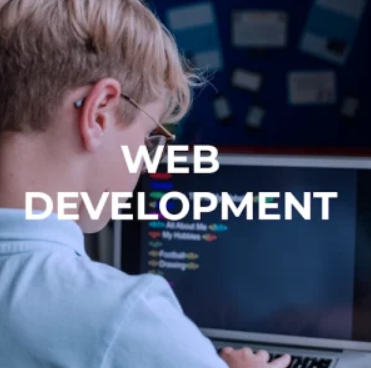 WEB
DEVELOPMENT
All About Me
My Hobbies
Football
Drawing